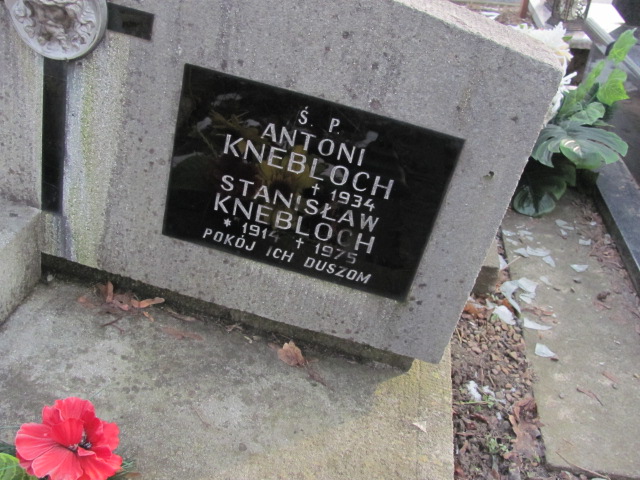 Ś. P.
ANTONI
KNEBLOCH
† 1934
STANISŁAW
KNEBLOCH
* 1914 † 1975
POKÓJ ICH DUSZOM